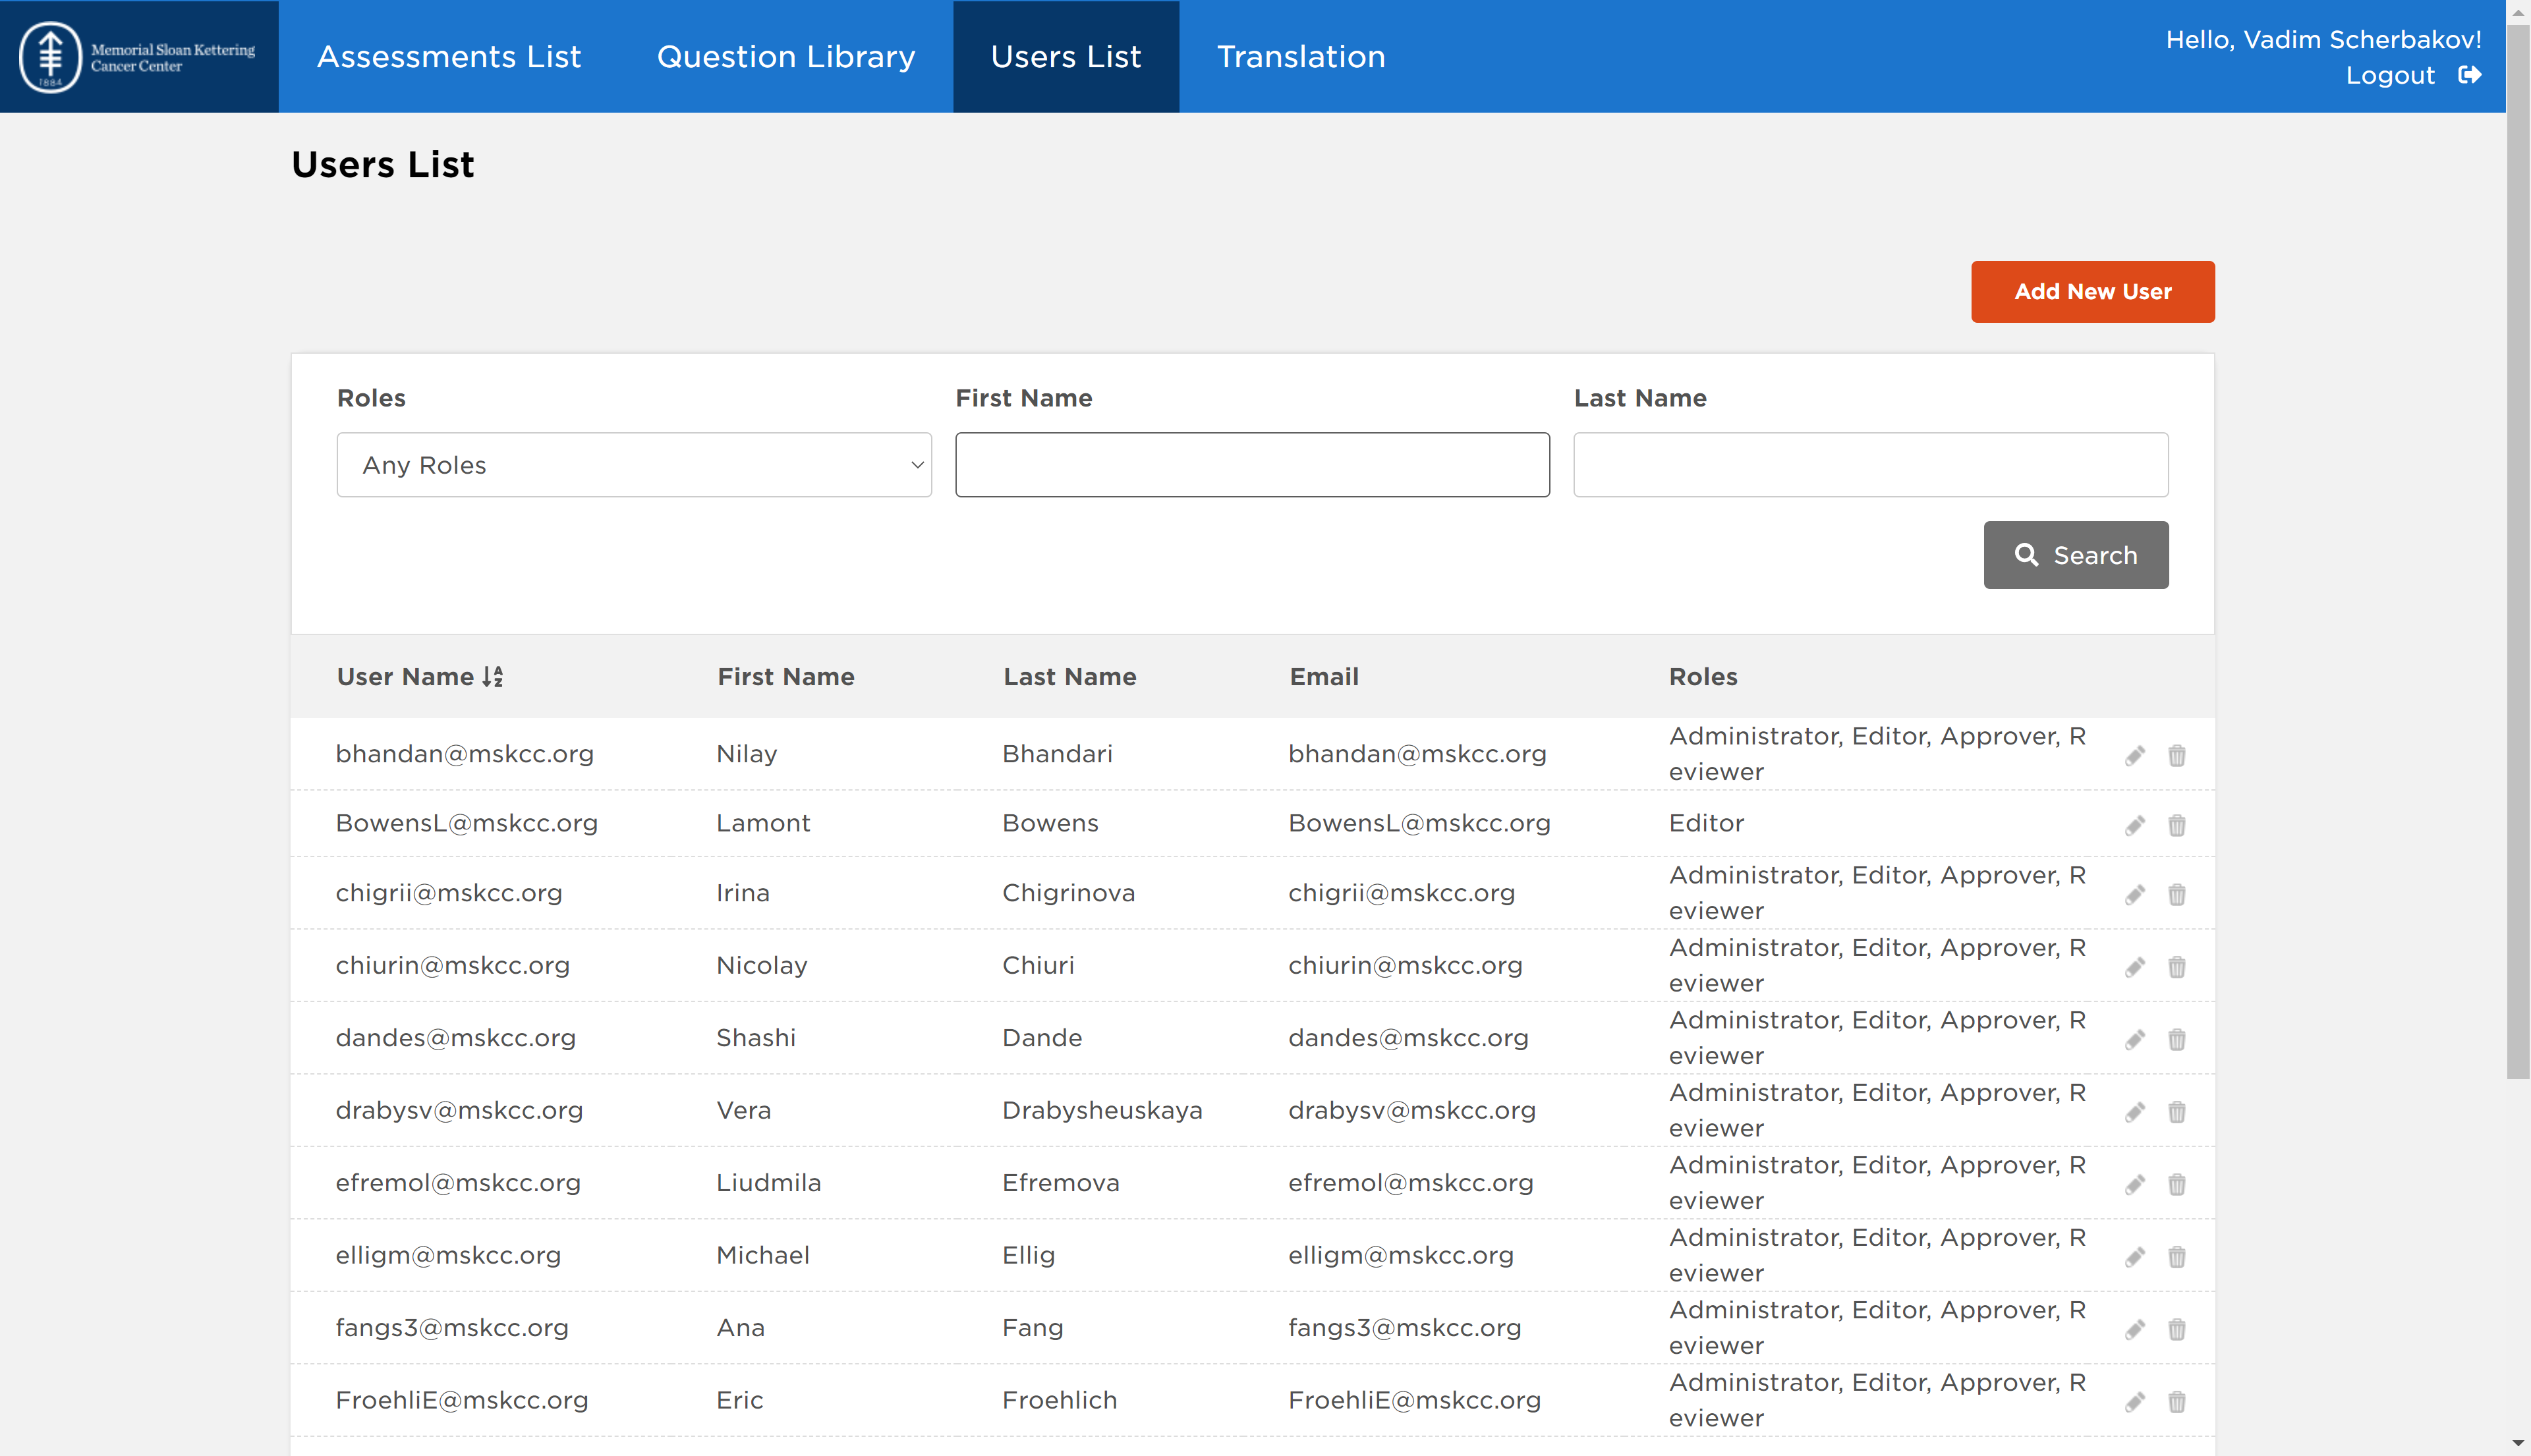 Memorial Sloan Kettering
Cancer Center
1884
Assessments List
Question Library
Users List
Translation
Hello, Vadim Scherbakov!
Logout
Users List
Add New User
Roles First Name Last Name
Any Roles
Search
User Name First Name Last Name Email Roles
bhandan@mskcc.org Nilay Bhandari bhandan@mskcc.org Administrator, Editor, Approver, R
eviewer
BowensL@mskcc.org Lamont Bowens BowensL@mskcc.org Editor
chigrii@mskcc.org Irina Chigrinova chigrii@mskcc.org Administrator, Editor, Approver, R
eviewer
chiurin@mskcc.org Nicolay Chiuri chiurin@mskcc.org Administrator, Editor, Approver, R
eviewer
dandes@mskcc.org Shashi Dande dandes@mskcc.org Administrator, Editor, Approver, R
eviewer
drabysv@mskcc.org Vera Drabysheuskaya drabysv@mskcc.org Administrator, Editor, Approver, R
eviewer
efremol@mskcc.org Liudmila Efremova efremol@mskcc.org Administrator, Editor, Approver, R
eviewer
elligm@mskcc.org Michael Ellig elligm@mskcc.org Administrator, Editor, Approver, R
eviewer
fangs3@mskcc.org Ana Fang fangs3@mskcc.org Administrator, Editor, Approver, R
eviewer
FroehliE@mskcc.org Eric Froehlich FroehliE@mskcc.org Administrator, Editor, Approver, R
eviewer